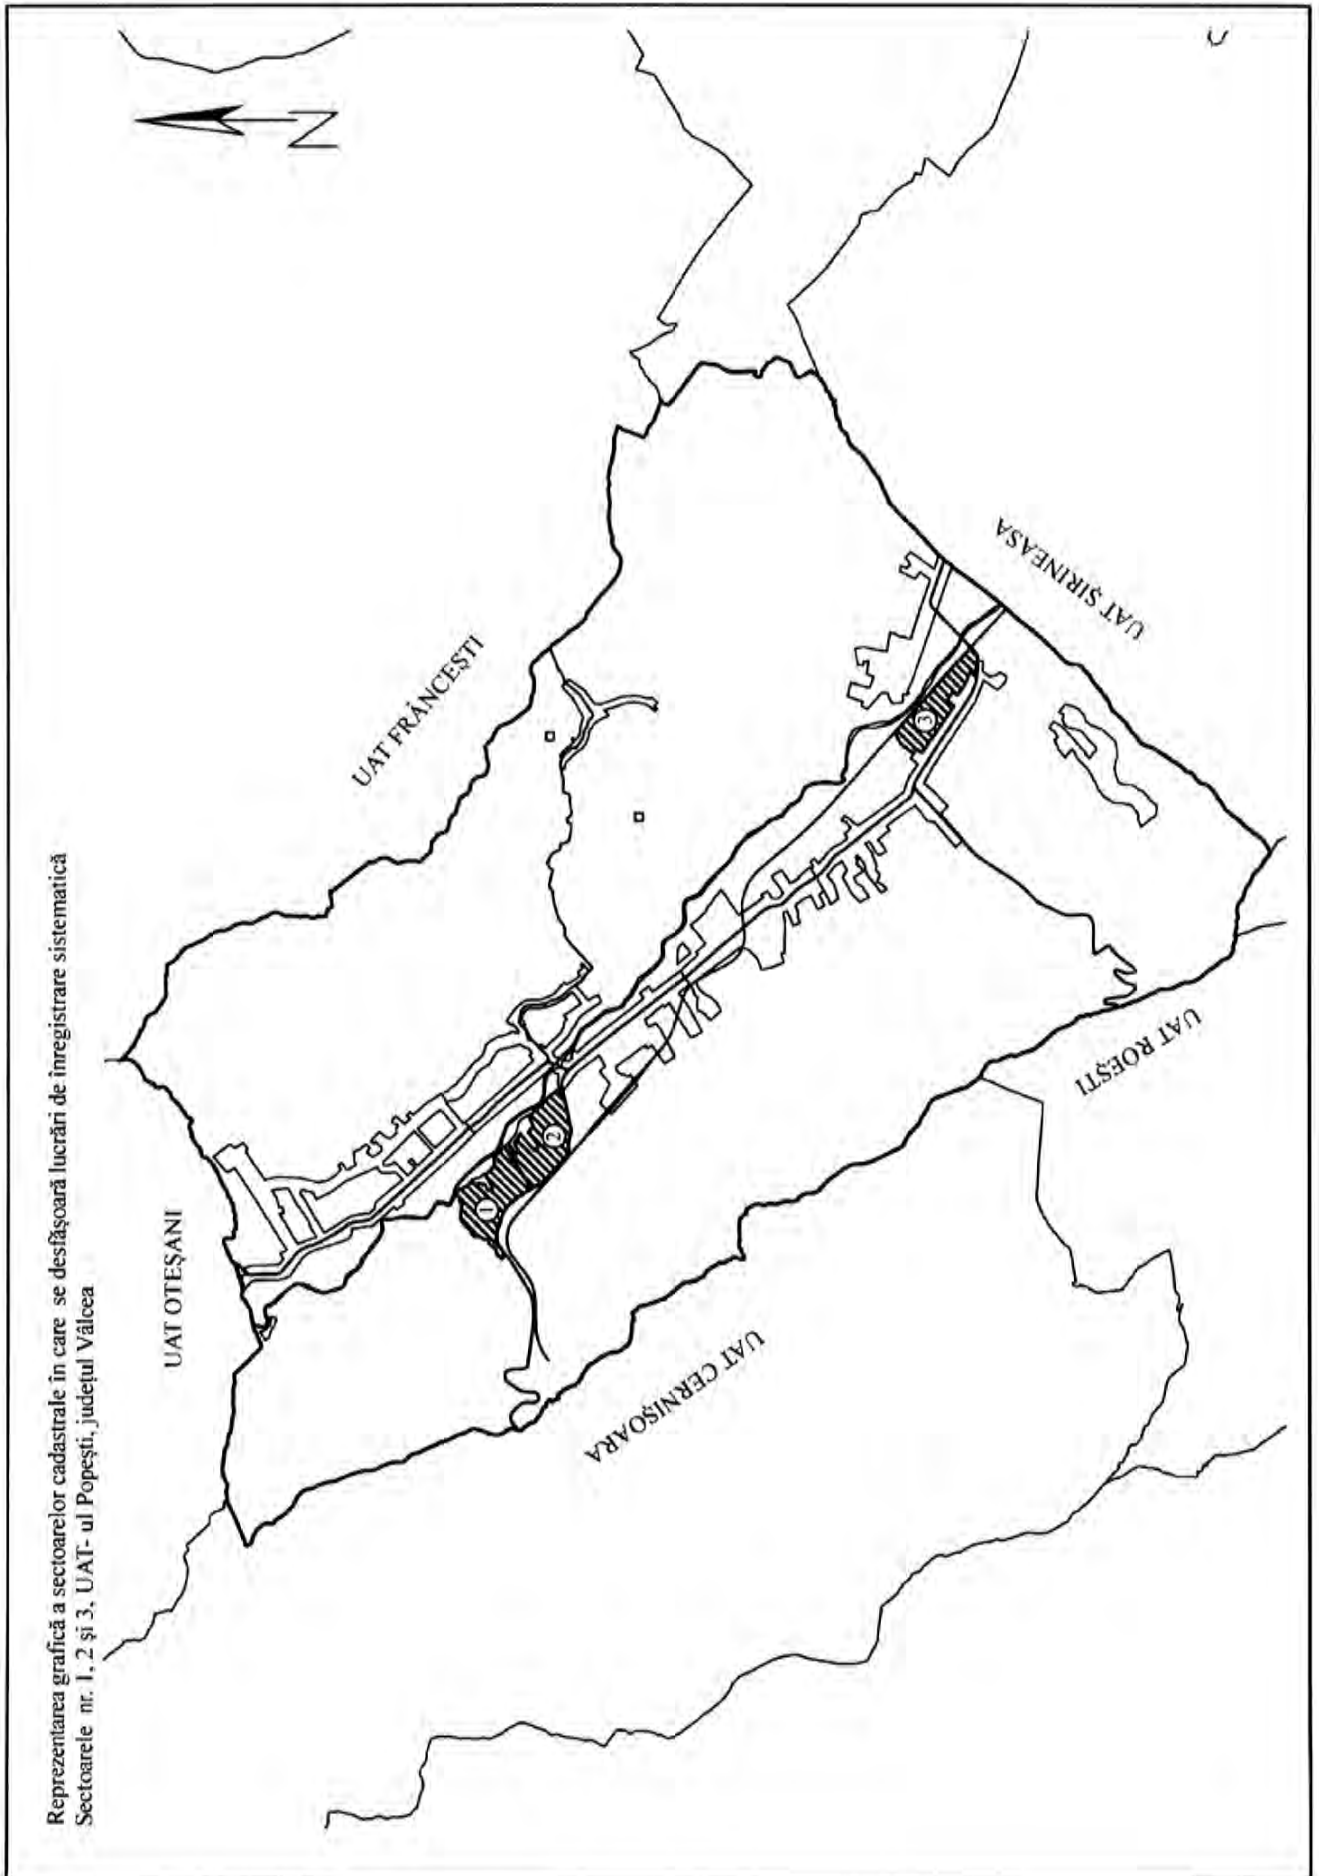 Reprezentarea grafică a sectoarelor cadastrale în care se desfășoară lucrări de înregistrare sistematică
Sectoarele nr. 1, 2 și 3, UAT- ul Popești, județul Vâlcea
N
UAT OTEȘANI
UAT FRÂNCEȘTI
1
2
3
UAT ȘIRINEASA
UAT CERNIȘOARA
UAT ROEȘTI